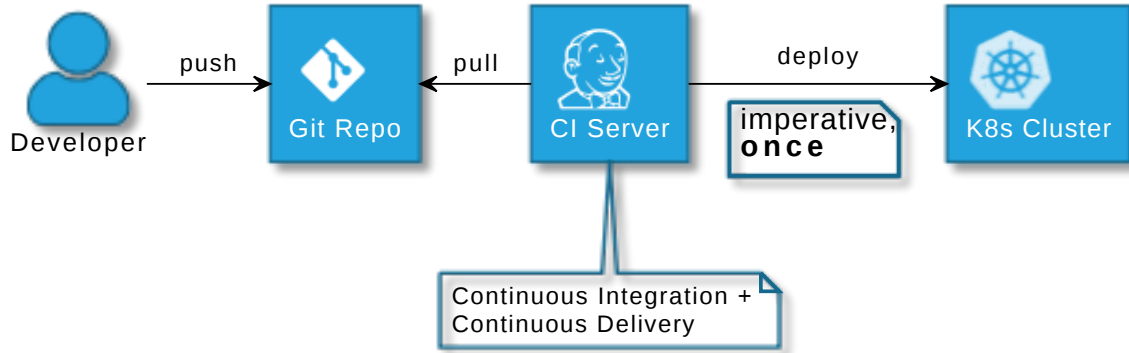 push
pull
deploy
Developer
Git Repo
CI Server
imperative,
once
K8s Cluster
Continuous Integration +
Continuous Delivery